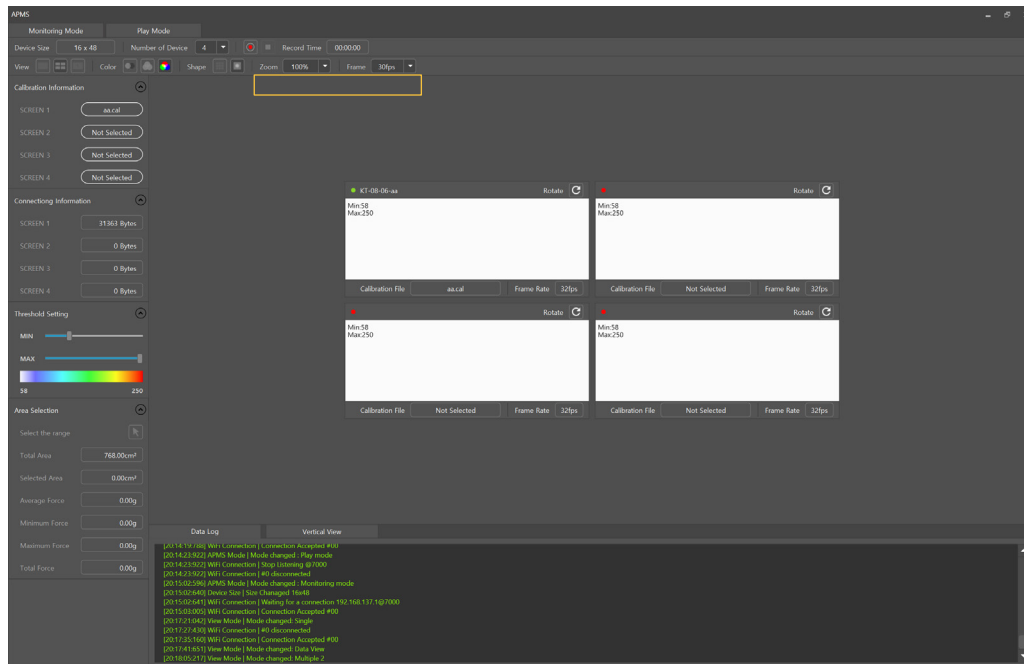 APMS
Monitoring Mode Play Mode
Device Size 16 x 48 Number of Device 4 Record Time 00:00:00
View Color Shape Zoom 100% Frame 30fps
Calibration Information
SCREEN 1 aa.cal
SCREEN 2 Not Selected
SCREEN 3 Not Selected
SCREEN 4 Not Selected
Connectiong Information
SCREEN 1 31363 Bytes
SCREEN 2 0 Bytes
SCREEN 3 0 Bytes
SCREEN 4 0 Bytes
Threshold Setting
MIN
MAX
58 250
Area Selection
Select the range
Total Area 768.00cm²
Selected Area 0.00cm²
Average Force 0.00g
Minimum Force 0.00g
Maximum Force 0.00g
Total Force 0.00g
KT-08-06-aa Rotate
Min:58
Max:250
Calibration File aa.cal Frame Rate 32fps
Rotate
Min:58
Max:250
Calibration File Not Selected Frame Rate 32fps
Rotate
Min:58
Max:250
Calibration File Not Selected Frame Rate 32fps
Rotate
Min:58
Max:250
Calibration File Not Selected Frame Rate 32fps
Data Log Vertical View
[20:14:19:788] WiFi Connection | Connection Accepted #00
[20:14:23:922] APMS Mode | Mode changed : Play mode
[20:14:23:922] WiFi Connection | Stop Listening @7000
[20:14:23:922] WiFi Connection | #0 disconnected
[20:15:02:596] APMS Mode | Mode changed : Monitoring mode
[20:15:02:640] Device Size | Size Chanaged 16x48
[20:15:02:641] WiFi Connection | Waiting for a connection 192.168.137.1@7000
[20:15:03:005] WiFi Connection | Connection Accepted #00
[20:17:21:042] View Mode | Mode changed: Single
[20:17:27:430] WiFi Connection | #0 disconnected
[20:17:35:160] WiFi Connection | Connection Accepted #00
[20:17:41:651] View Mode | Mode changed: Data View
[20:18:05:217] View Mode | Mode changed: Multiple 2